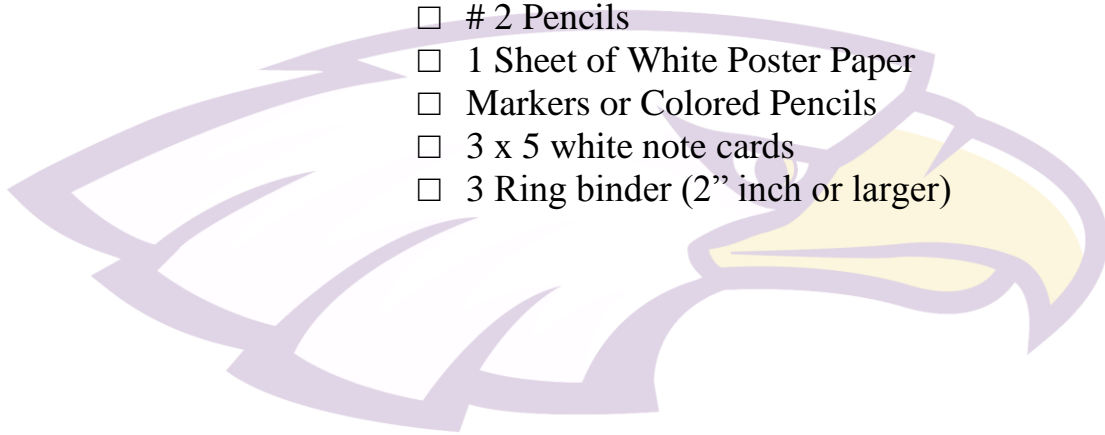 □ # 2 Pencils
□ 1 Sheet of White Poster Paper
□ Markers or Colored Pencils
□ 3 x 5 white note cards
□ 3 Ring binder (2” inch or larger)